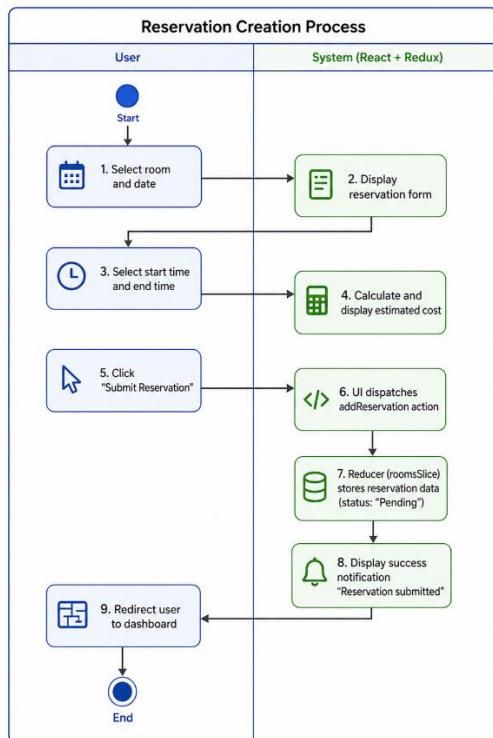 Reservation Creation Process
User
System (React + Redux)
Start
1. Select room
and date
2. Display
reservation form
3. Select start time
and end time
4. Calculate and
display estimated cost
5. Click
“Submit Reservation”
6. UI dispatches
addReservation action
7. Reducer (roomsSlice)
stores reservation data
(status: “Pending”)
8. Display success
notification
“Reservation submitted”
9. Redirect user
to dashboard
End